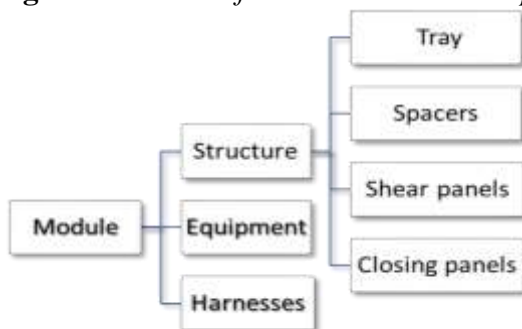 Tray
Spacers
Structure
Shear panels
Module
Equipment
Closing panels
Harnesses